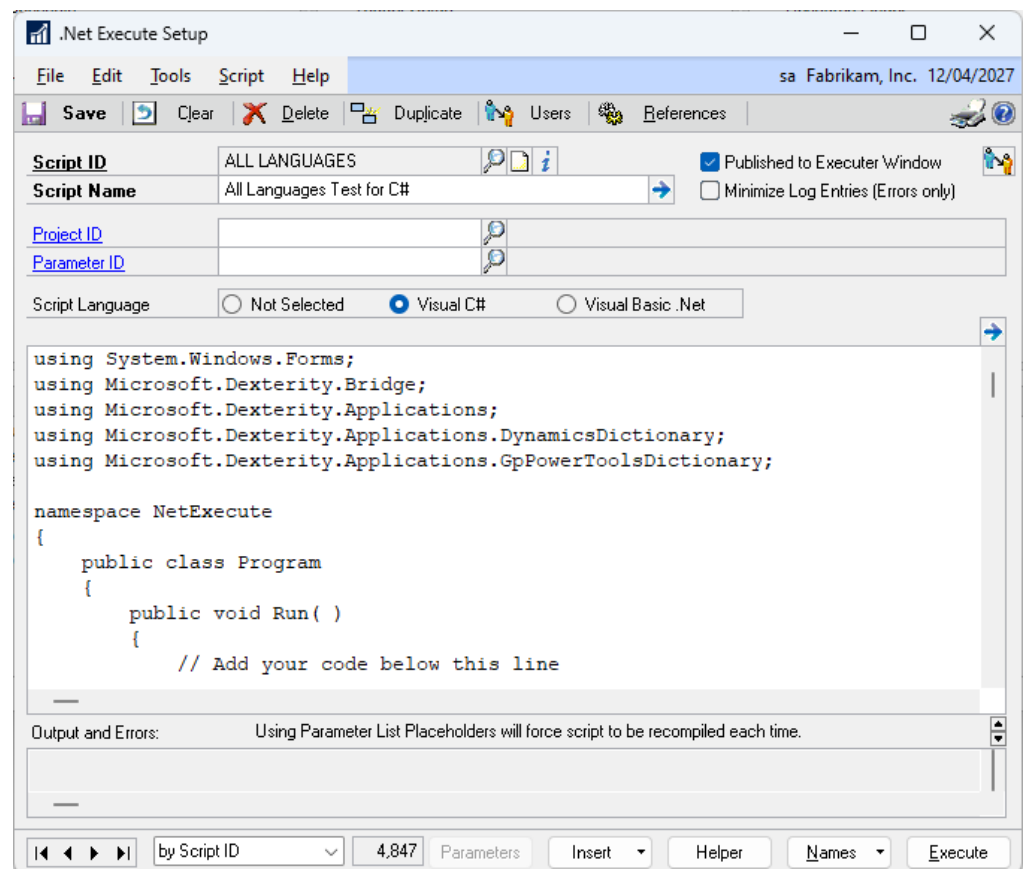 .Net Execute Setup
File Edit Tools Script Help sa Fabrikam, Inc. 12/04/2027
Save Clear Delete Duplicate Users References
Script ID ALL LANGUAGES Published to Executer Window
Script Name All Languages Test for C# Minimize Log Entries (Errors only)
Project ID
Parameter ID
Script Language Not Selected Visual C# Visual Basic .Net
using System.Windows.Forms;
using Microsoft.Dexterity.Bridge;
using Microsoft.Dexterity.Applications;
using Microsoft.Dexterity.Applications.DynamicsDictionary;
using Microsoft.Dexterity.Applications.GpPowerToolsDictionary;
namespace NetExecute
{
public class Program
{
public void Run( )
{
// Add your code below this line
Output and Errors: Using Parameter List Placeholders will force script to be recompiled each time.
by Script ID 4,847 Parameters Insert Helper Names Execute